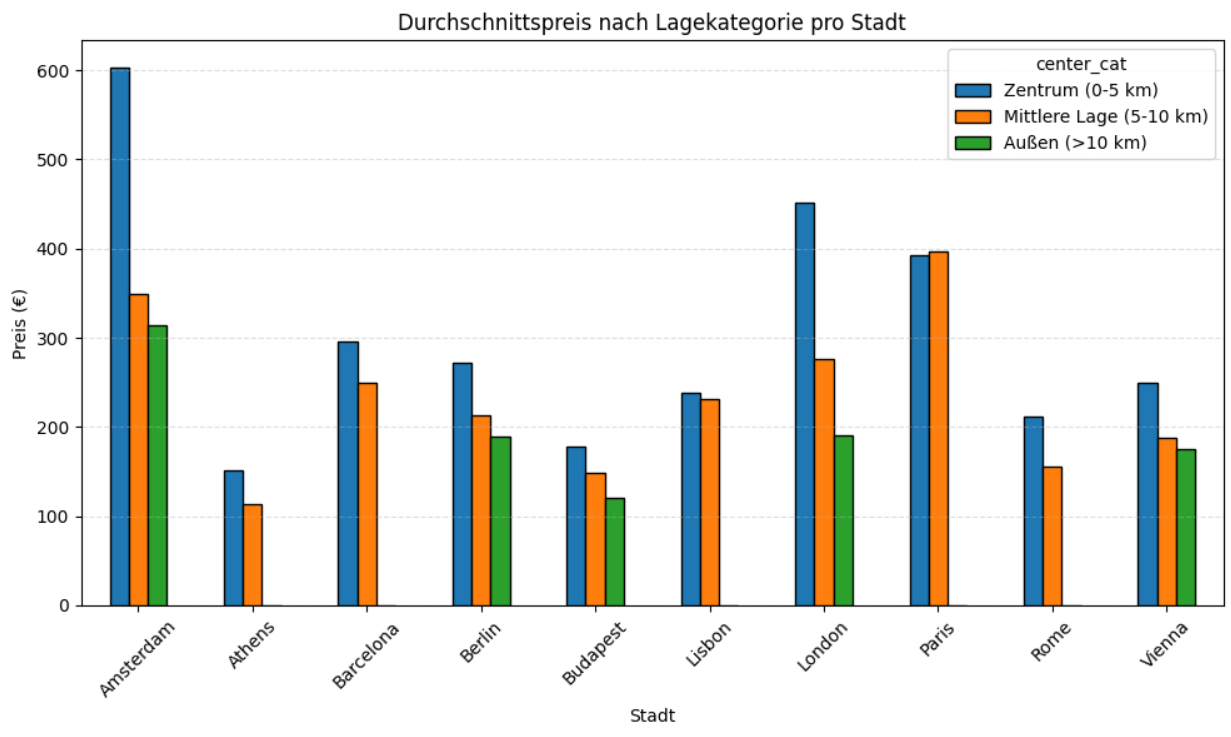 Durchschnittspreis nach Lagekategorie pro Stadt
center_cat
Zentrum (0-5 km)
Mittlere Lage (5-10 km)
Außen (>10 km)
Preis (€)
600
500
400
300
200
100
0
Amsterdam
Athens
Barcelona
Berlin
Budapest
Lisbon
London
Paris
Rome
Vienna
Stadt